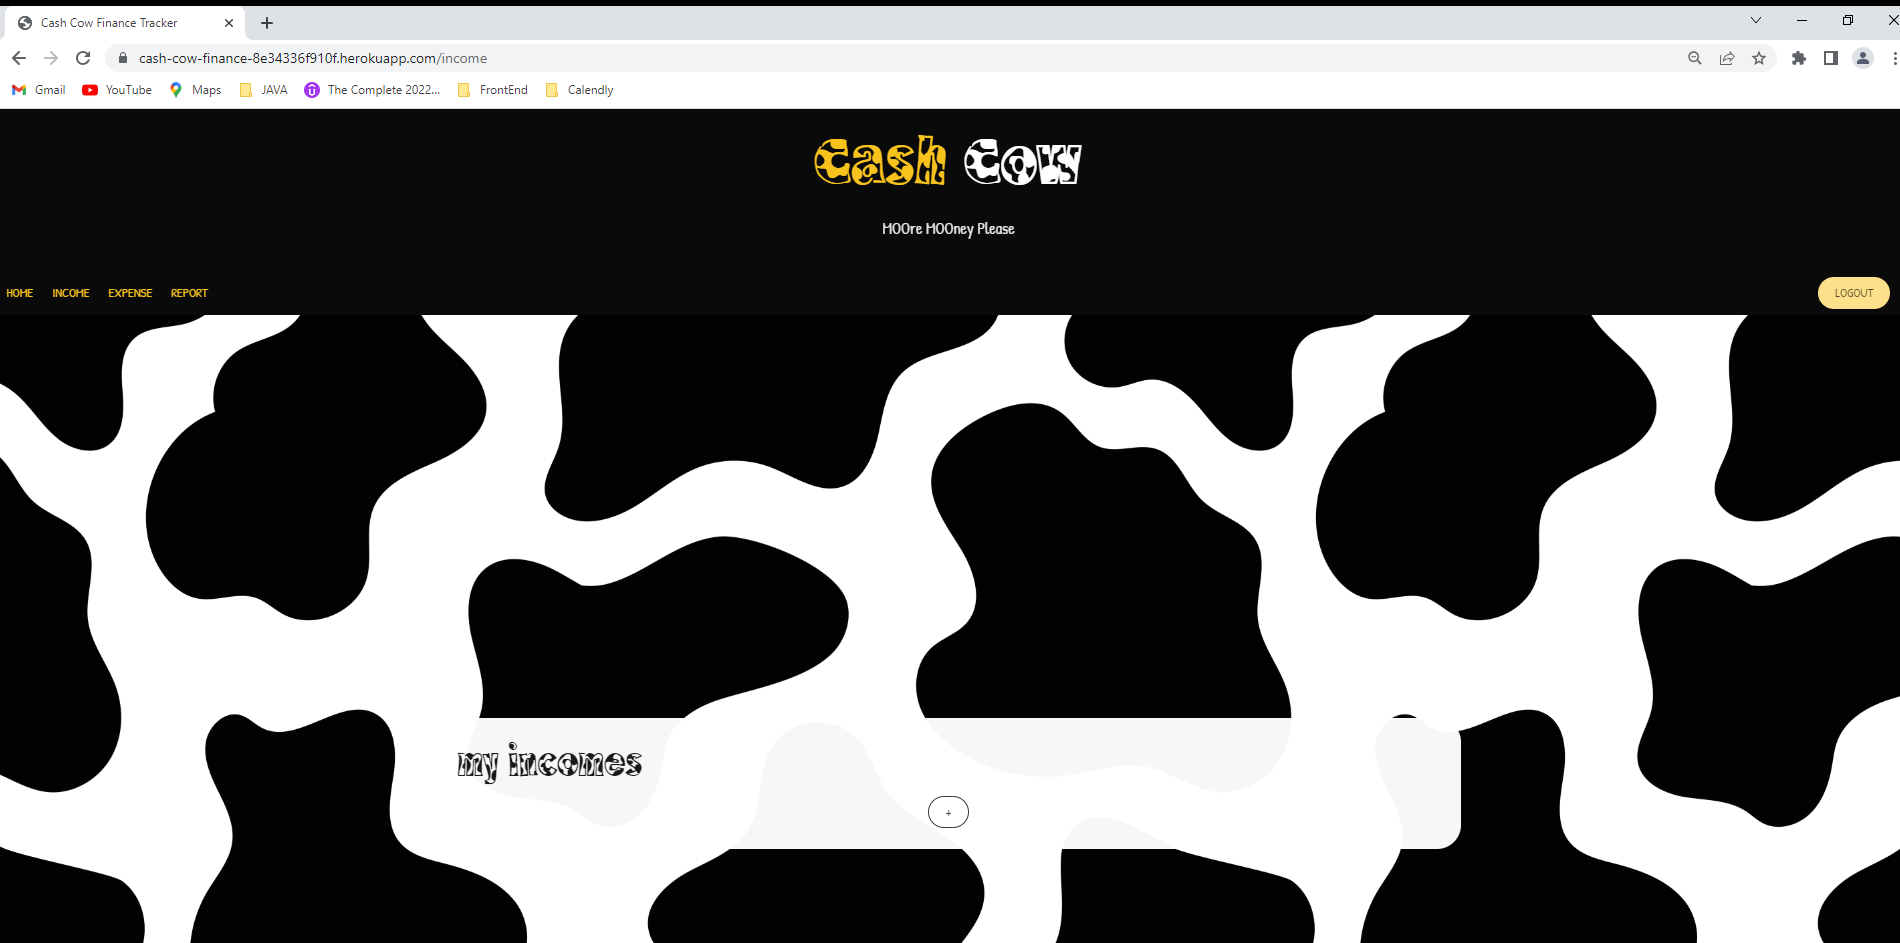 Cash Cow Finance Tracker
cash-cow-finance-8e34336f910f.herokuapp.com/income
Gmail YouTube Maps JAVA The Complete 2022... FrontEnd Calendly
cash cow
MOOre MOOney Please
HOME INCOME EXPENSE REPORT LOGOUT
my incomes
+